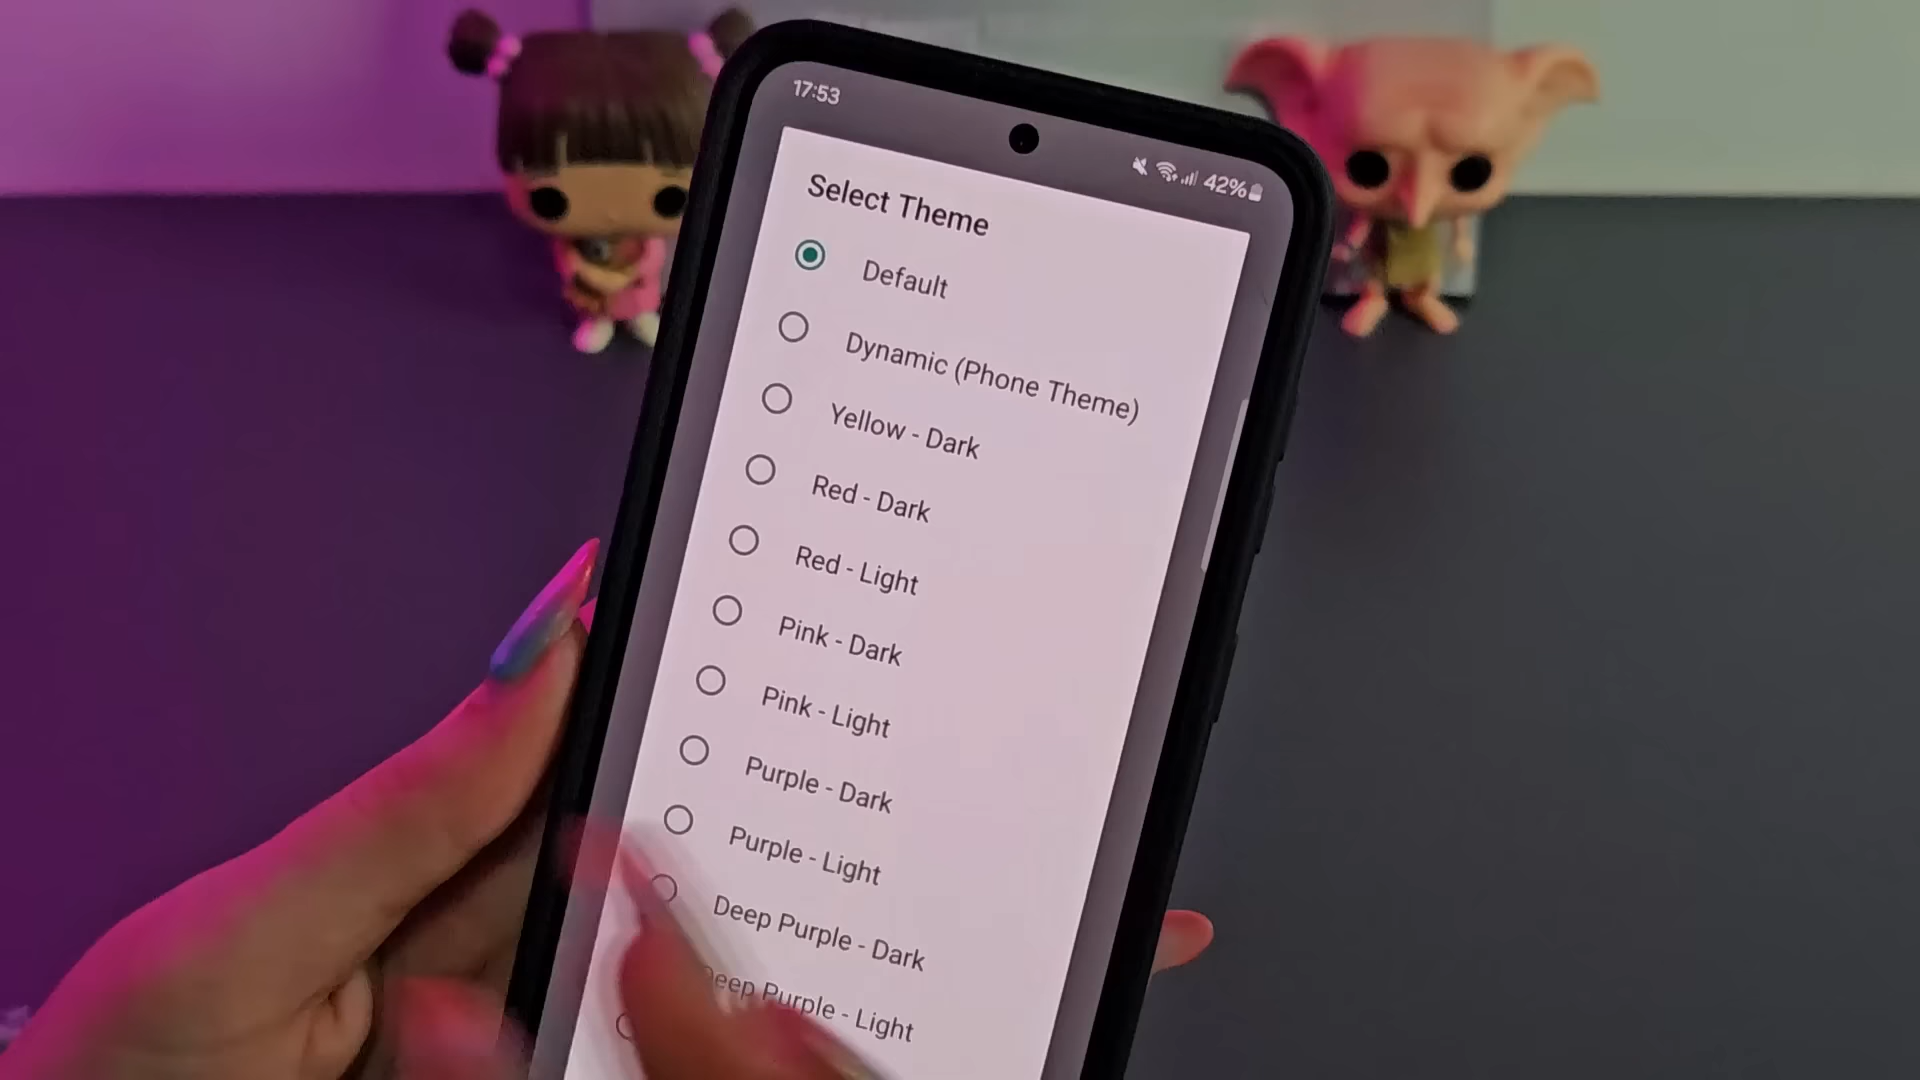 17:53
42%
Select Theme
Default
Dynamic (Phone Theme)
Yellow - Dark
Red - Dark
Red - Light
Pink - Dark
Pink - Light
Purple - Dark
Purple - Light
Deep Purple - Dark
Deep Purple - Light